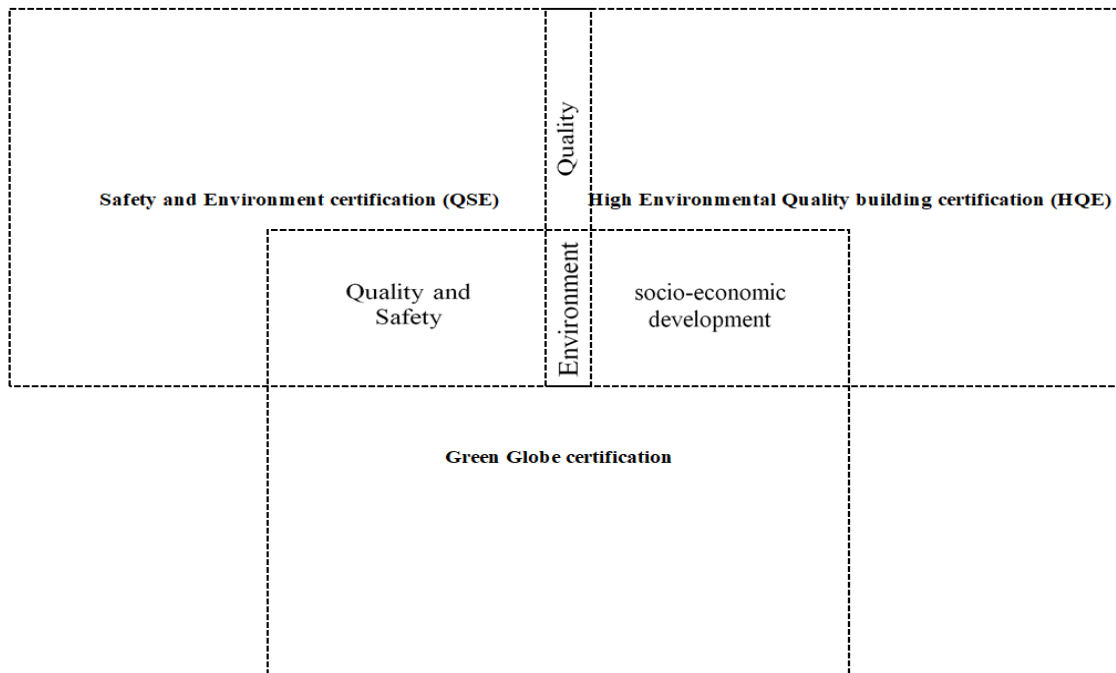 Quality
Safety and Environment certification (QSE)
High Environmental Quality building certification (HQE)
Environment
Quality and
Safety
socio-economic
development
Green Globe certification